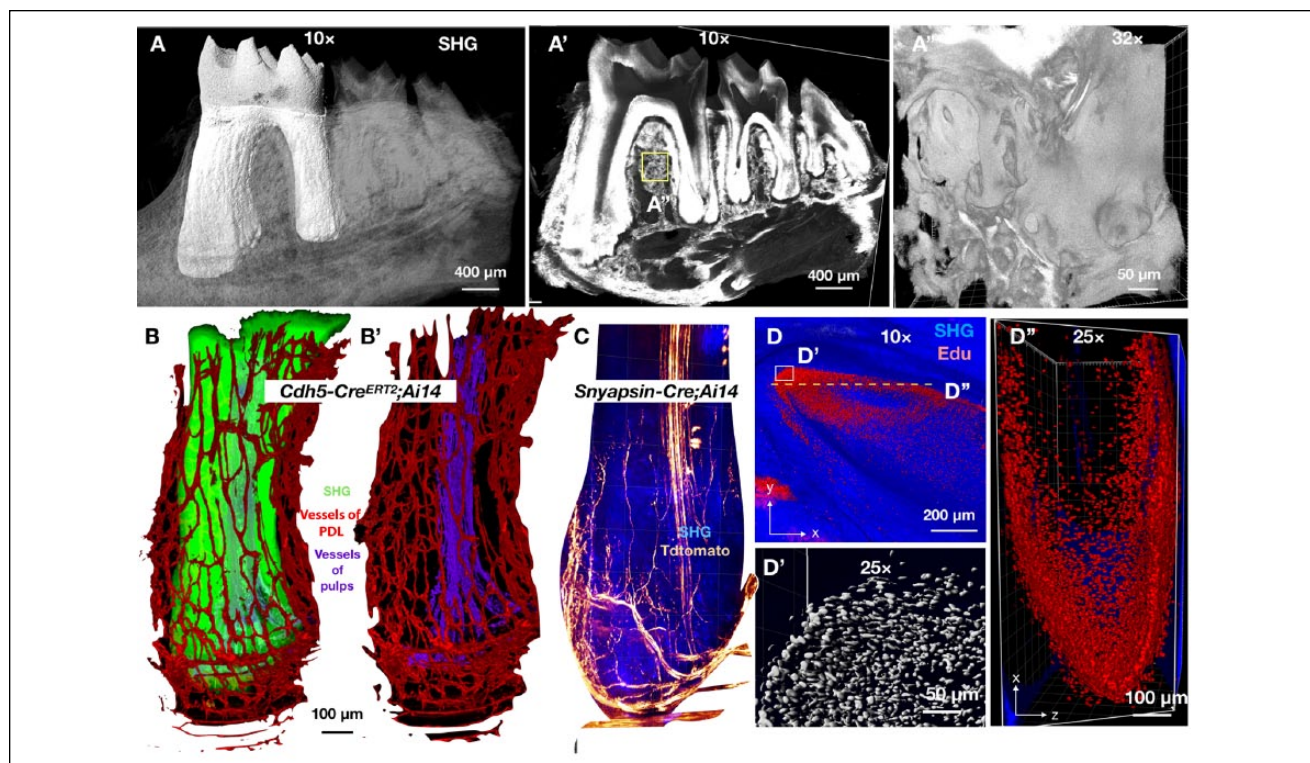 A
10×
SHG
400 µm
A'
10×
A"
400 µm
A"
32×
50 µm
B
B'
Cdh5-CreERT2;Ai14
SHG
Vessels of
PDL
Vessels
of
pulps
100 µm
C
Snyapsin-Cre;Ai14
SHG
Tdtomato
D
10×
SHG
Edu
D'
D"
y
x
200 µm
D'
25×
50 µm
D"
25×
x
z
100 µm